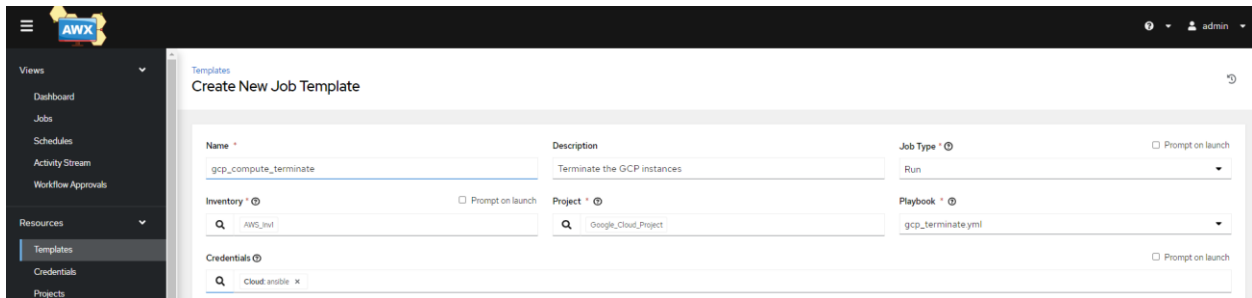 AWX
admin
Views
Dashboard
Jobs
Schedules
Activity Stream
Workflow Approvals
Resources
Templates
Credentials
Projects
Templates
Create New Job Template
Name * Description Job Type * Prompt on launch
gcp_compute_terminate Terminate the GCP instances Run
Inventory * Prompt on launch Project * Playbook *
AWS_Inv1 Google_Cloud_Project gcp_terminate.yml
Credentials Prompt on launch
Cloud: ansible ×